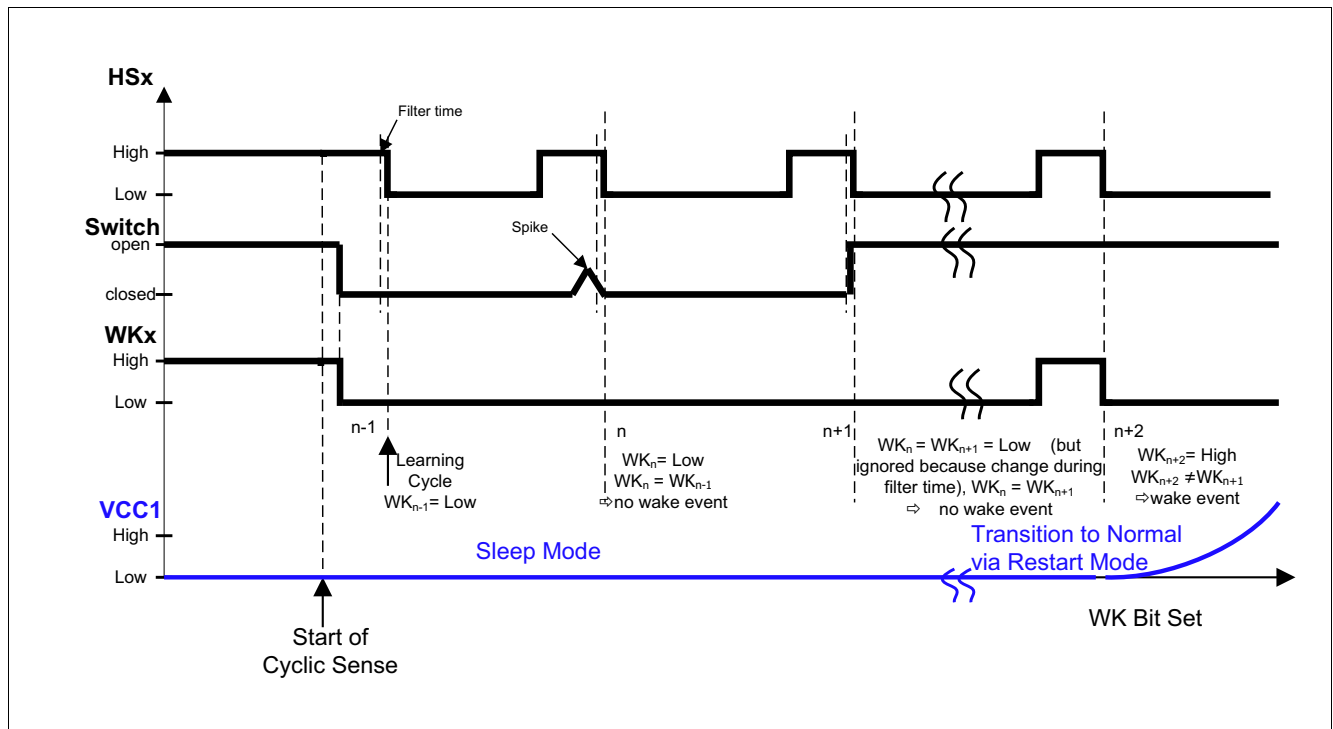 HSx
Filter time
High
Low
Switch
open
Spike
closed
WKx
High
Low
n-1
n
n+1
n+2
Learning
Cycle
WKn-1= Low
WKn= Low
WKn = WKn-1
⇨no wake event
WKn = WKn+1 = Low (but
ignored because change during
filter time), WKn = WKn+1
⇨ no wake event
WKn+2= High
WKn+2 ≠WKn+1
⇨wake event
VCC1
High
Low
Sleep Mode
Transition to Normal
via Restart Mode
WK Bit Set
Start of
Cyclic Sense